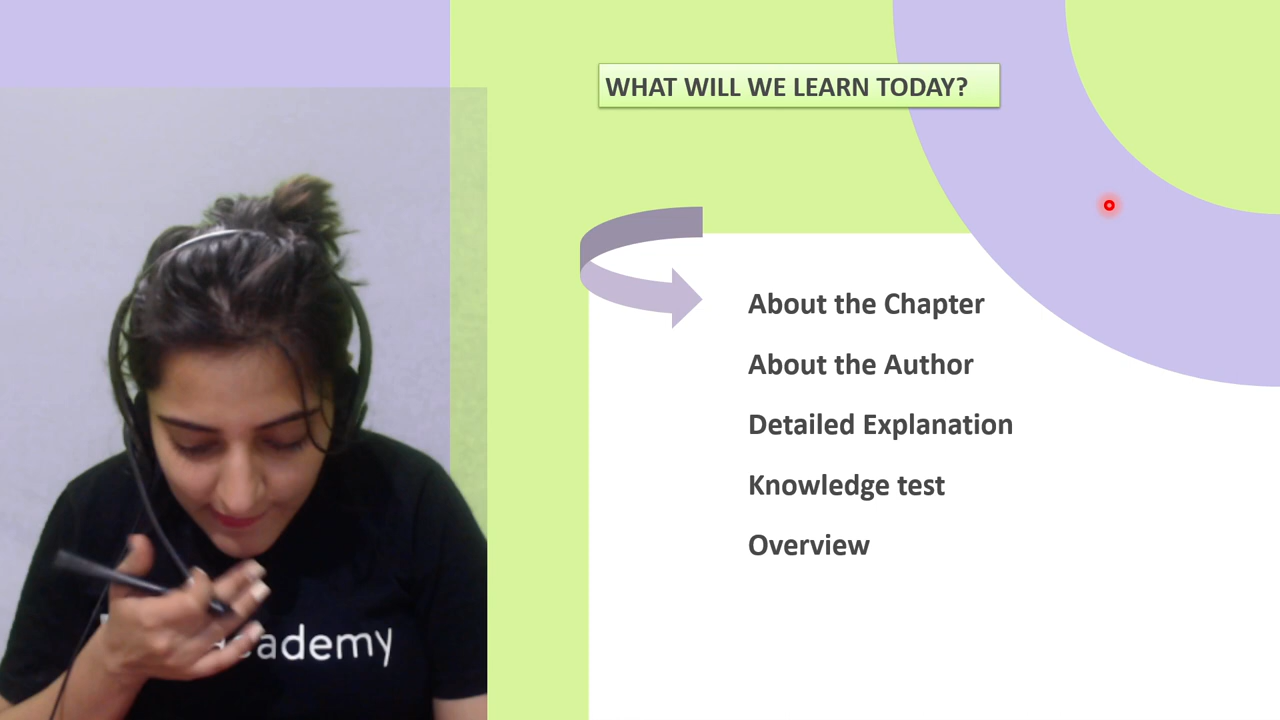 WHAT WILL WE LEARN TODAY?
About the Chapter
About the Author
Detailed Explanation
Knowledge test
Overview